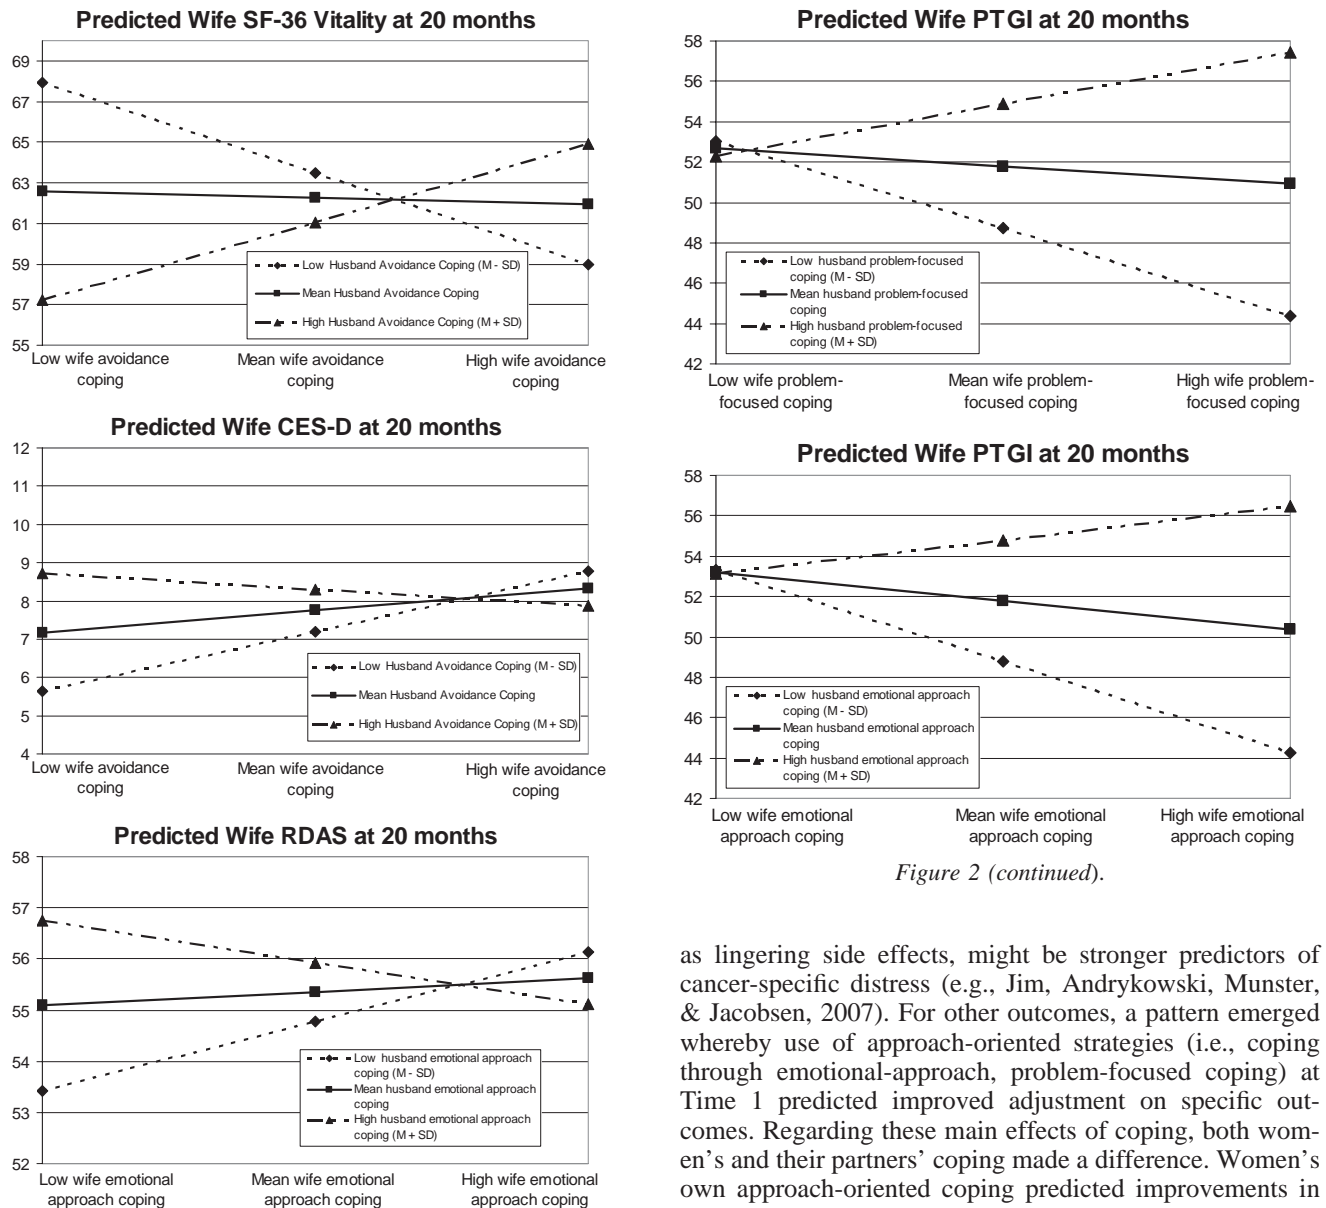 Predicted Wife SF-36 Vitality at 20 months
69
67
65
63
61
59
57
55
Low Husband Avoidance Coping (M - SD)
Mean Husband Avoidance Coping
High Husband Avoidance Coping (M + SD)
Low wife avoidance
coping
Mean wife avoidance
coping
High wife avoidance
coping
Predicted Wife CES-D at 20 months
12
11
10
9
8
7
6
5
4
Low Husband Avoidance Coping (M - SD)
Mean Husband Avoidance Coping
High Husband Avoidance Coping (M + SD)
Low wife avoidance
coping
Mean wife avoidance
coping
High wife avoidance
coping
Predicted Wife RDAS at 20 months
58
57
56
55
54
53
52
Low husband emotional approach
coping (M - SD)
Mean husband emotional approach
coping
High husband emotional approach
coping (M + SD)
Low wife emotional
approach coping
Mean wife emotional
approach coping
High wife emotional
approach coping
Predicted Wife PTGI at 20 months
58
56
54
52
50
48
46
44
42
Low husband problem-focused
coping (M - SD)
Mean husband problem-focused
coping
High husband problem-focused
coping (M + SD)
Low wife problem-
focused coping
Mean wife problem-
focused coping
High wife problem-
focused coping
Predicted Wife PTGI at 20 months
58
56
54
52
50
48
46
44
42
Low husband emotional approach
coping (M - SD)
Mean husband emotional approach
coping
High husband emotional approach
coping (M + SD)
Low wife emotional
approach coping
Mean wife emotional
approach coping
High wife emotional
approach coping
Figure 2 (continued).
as lingering side effects, might be stronger predictors of
cancer-specific distress (e.g., Jim, Andrykowski, Munster,
& Jacobsen, 2007). For other outcomes, a pattern emerged
whereby use of approach-oriented strategies (i.e., coping
through emotional-approach, problem-focused coping) at
Time 1 predicted improved adjustment on specific out-
comes. Regarding these main effects of coping, both wom-
en's and their partners' coping made a difference. Women's
own approach-oriented coping predicted improvements in